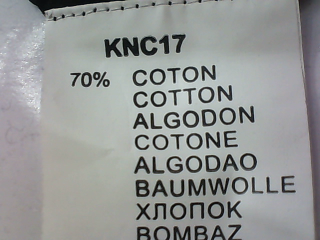 KNC17
70% COTON
COTTON
ALGODON
COTONE
ALGODAO
BAUMWOLLE
ХЛОПОК
BOMBAZ